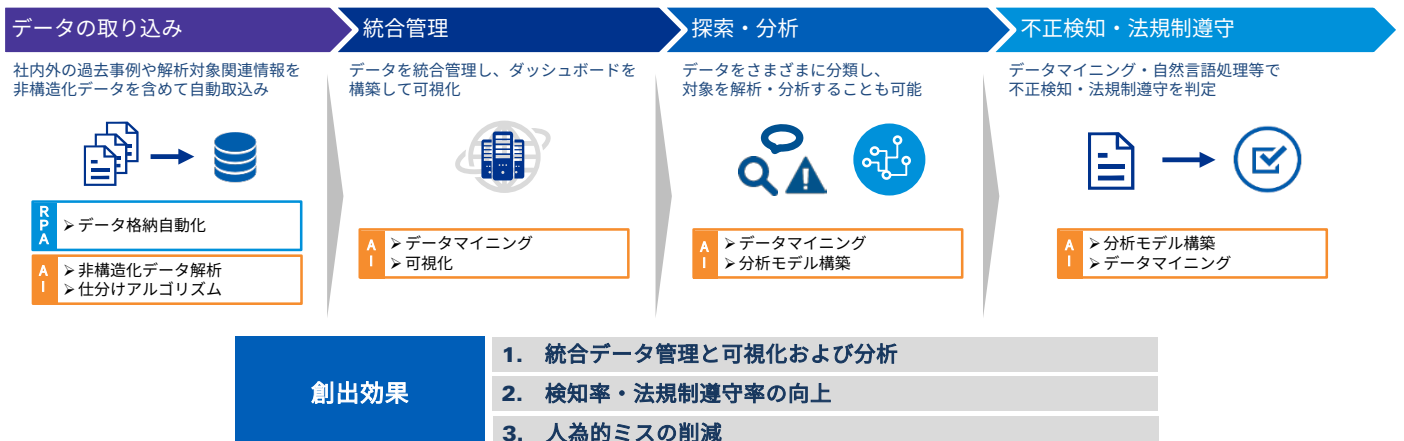 データの取り込み
統合管理
探索・分析
不正検知・法規制遵守
社内外の過去事例や解析対象関連情報を
非構造化データを含めて自動取込み
データを統合管理し、ダッシュボードを
構築して可視化
データをさまざまに分類し、
対象を解析・分析することも可能
データマイニング・自然言語処理等で
不正検知・法規制遵守を判定
RPA
➢データ格納自動化
AI
➢非構造化データ解析
➢仕分けアルゴリズム
AI
➢データマイニング
➢可視化
AI
➢データマイニング
➢分析モデル構築
AI
➢分析モデル構築
➢データマイニング
創出効果
1. 統合データ管理と可視化および分析
2. 検知率・法規制遵守率の向上
3. 人為的ミスの削減